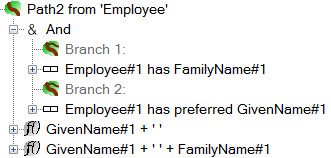 Path2 from 'Employee'
& And
Branch 1:
Employee#1 has FamilyName#1
Branch 2:
Employee#1 has preferred GivenName#1
f() GivenName#1 + ' '
f() GivenName#1 + ' ' + FamilyName#1